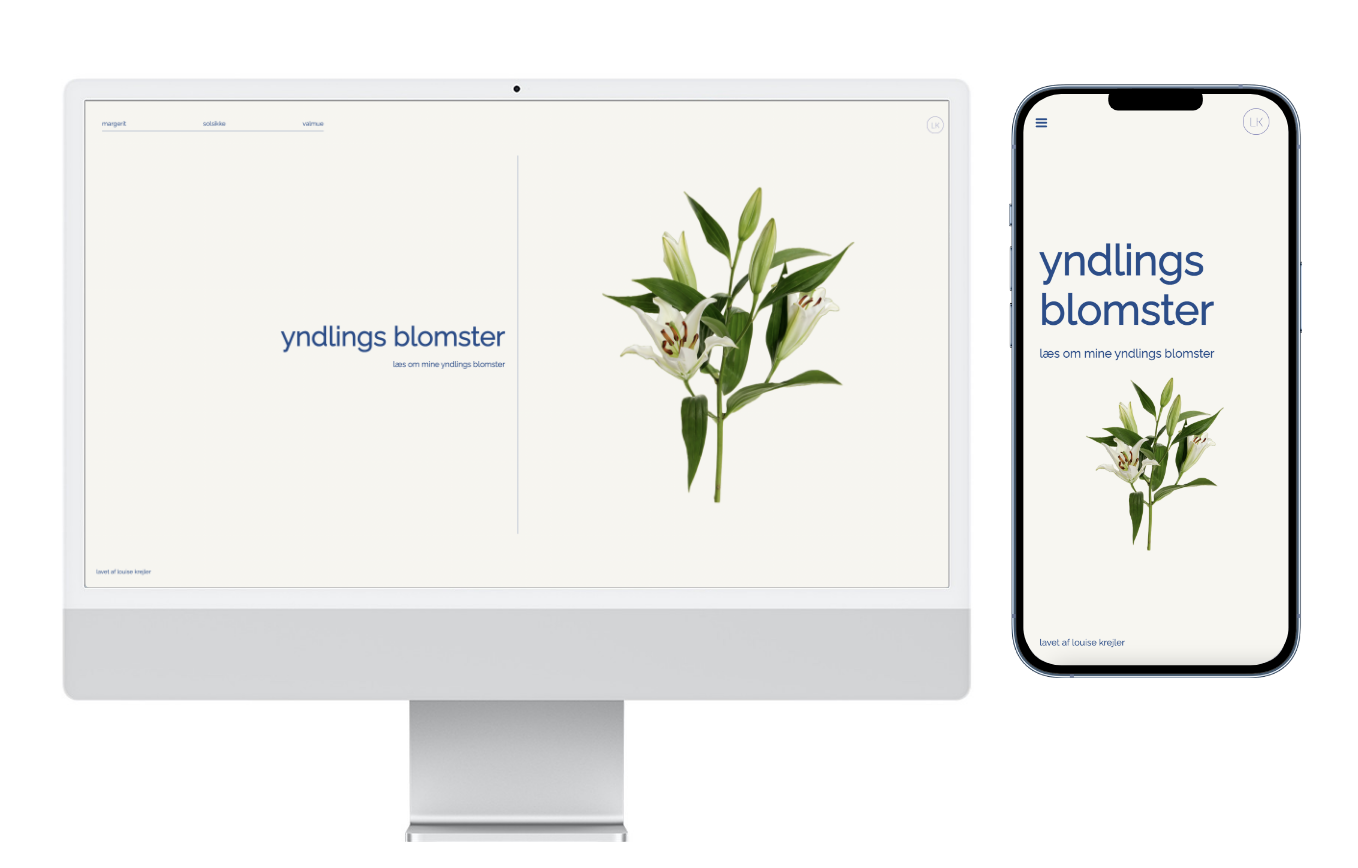 margerit solsikke valmue
LK
yndlings blomster
læs om mine yndlings blomster
lavet af louise krejler
LK
yndlings
blomster
læs om mine yndlings blomster
lavet af louise krejler